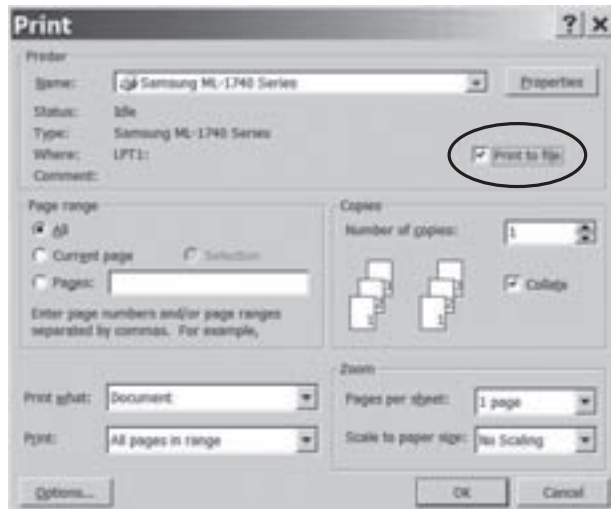 Print
? ×
Printer
Name: Samsung ML-1740 Series Properties
Status: Idle
Type: Samsung ML-1740 Series
Where: LPT1:
Comment:
Print to file
Page range
All
Current page Selection
Pages:
Enter page numbers and/or page ranges
separated by commas. For example,
Copies
Number of copies: 1
Collate
Print what: Document
Print: All pages in range
Zoom
Pages per sheet: 1 page
Scale to paper size: No Scaling
Options... OK Cancel